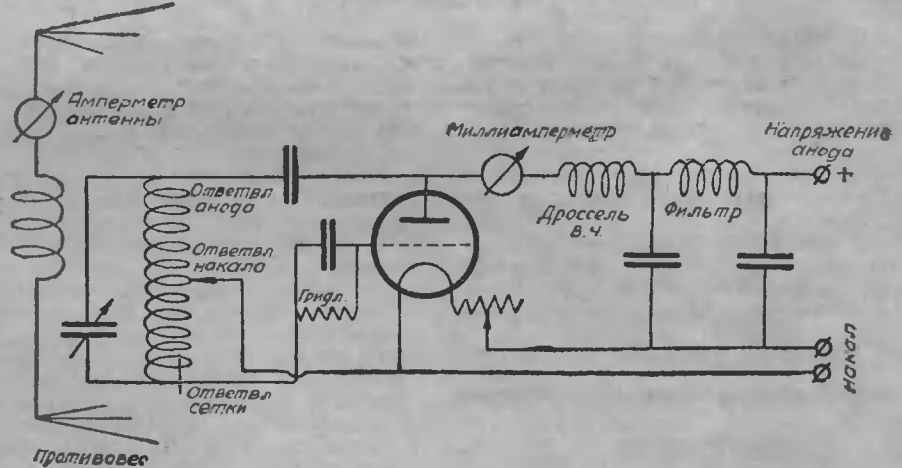 Амперметр
антенны
Миллиамперметр
Напряжение
анода
+
Ответвл
анода
Дроссель
в.ч.
Фильтр
Ответвл
накала
Гридл.
Накал
Ответвл
сетки
Противовес